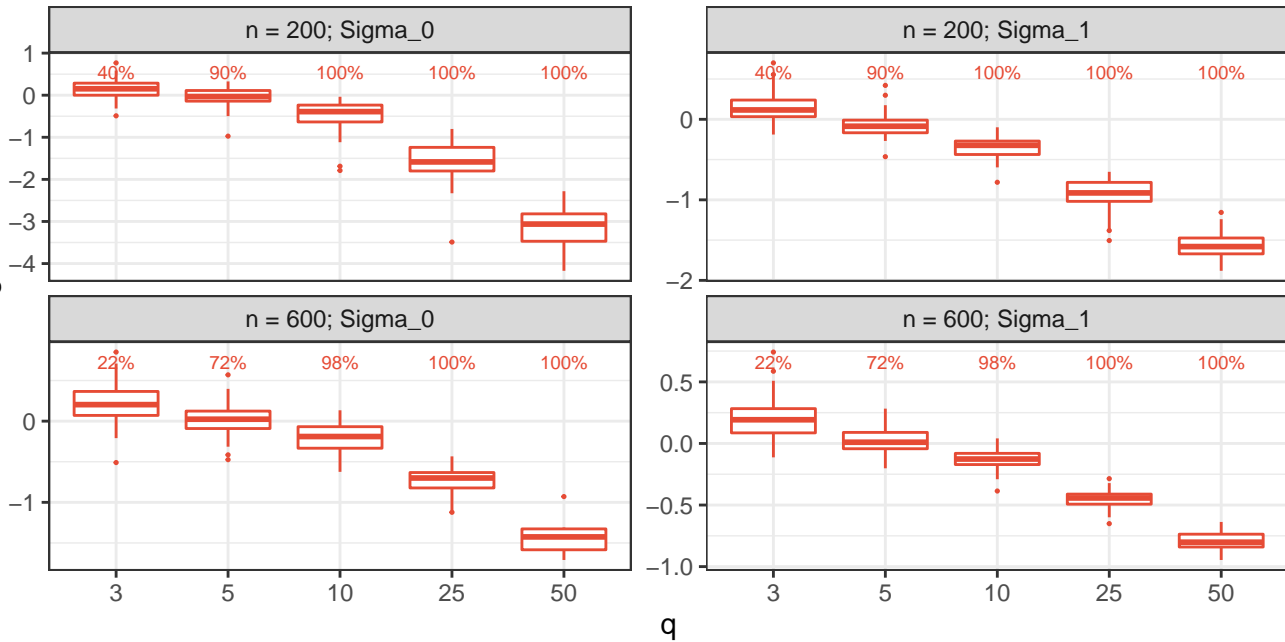 n = 200; Sigma_0
n = 200; Sigma_1
1
0
−1
−2
−3
−4
40% 90% 100% 100% 100%
0
−1
−2
40% 90% 100% 100% 100%
n = 600; Sigma_0
n = 600; Sigma_1
0
−1
22% 72% 98% 100% 100%
0.5
0.0
−0.5
−1.0
22% 72% 98% 100% 100%
3 5 10 25 50
3 5 10 25 50
q